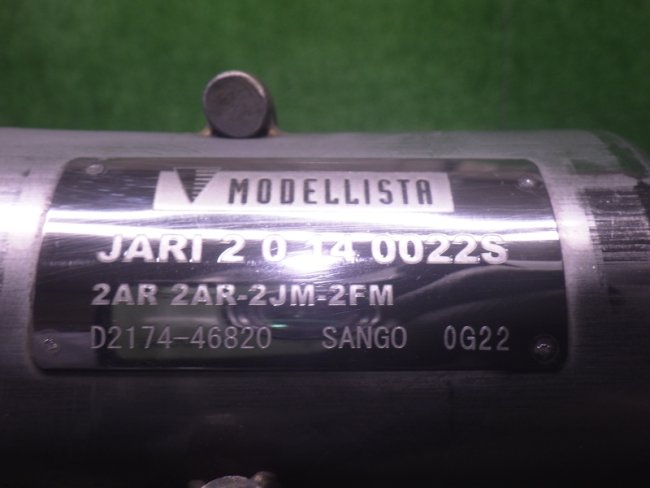 MODELLISTA
JARI 2 0 14 0022S
2AR 2AR-2JM-2FM
D2174-46820 SANGO 0G22